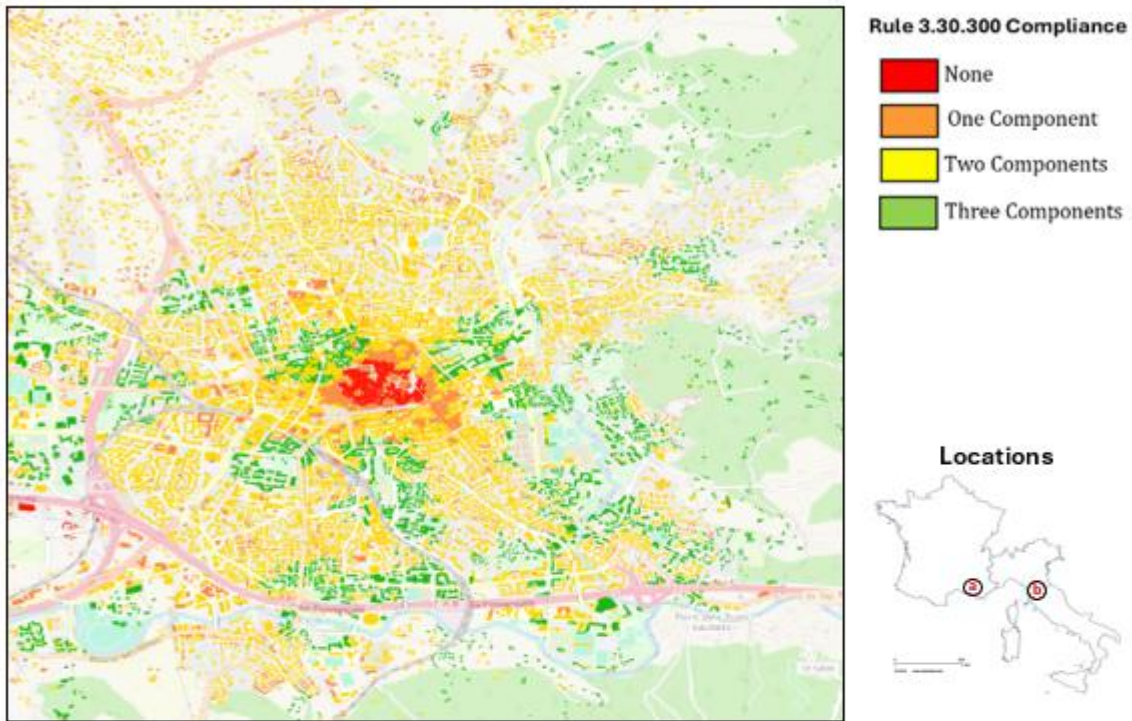 Rule 3.30.300 Compliance
None
One Component
Two Components
Three Components
Locations
a
b